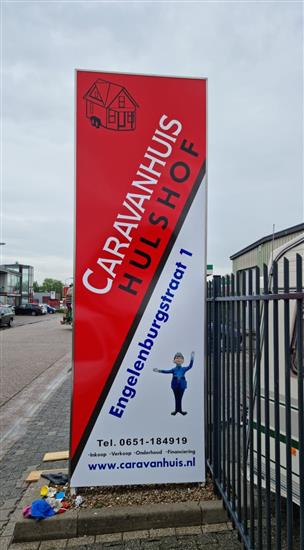 CARAVANHUIS
HULSHOF
Engelenburgstraat 1
Tel. 0651-184919
-Inkoop -Verkoop -Onderhoud -Financiering
www.caravanhuis.nl